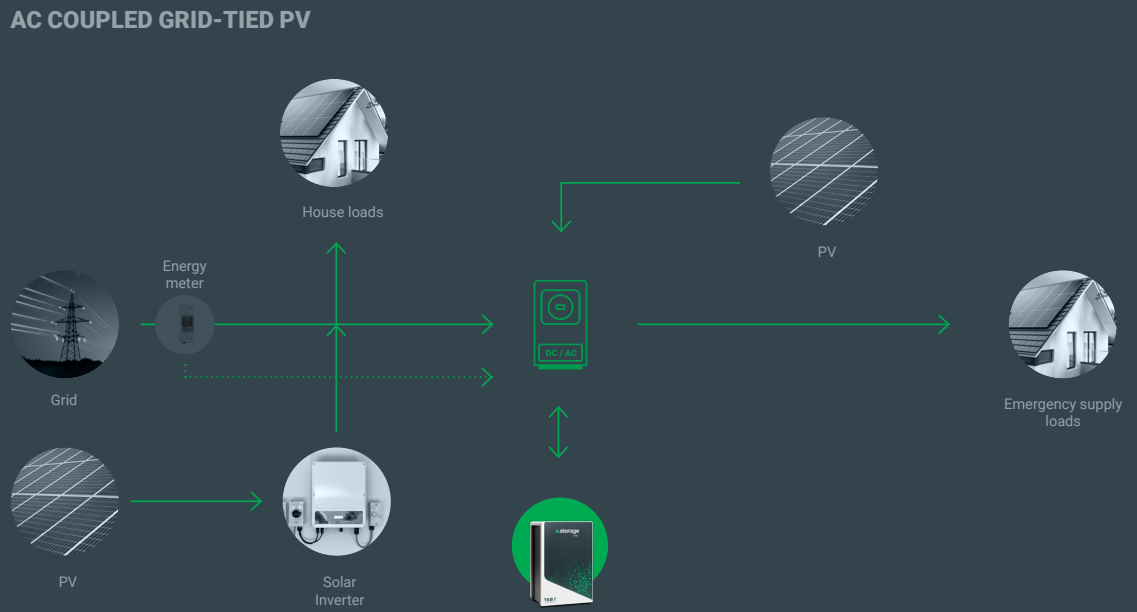 AC COUPLED GRID-TIED PV
House loads
PV
Energy
meter
DC / AC
Grid
Emergency supply
loads
PV
Solar
Inverter
storage